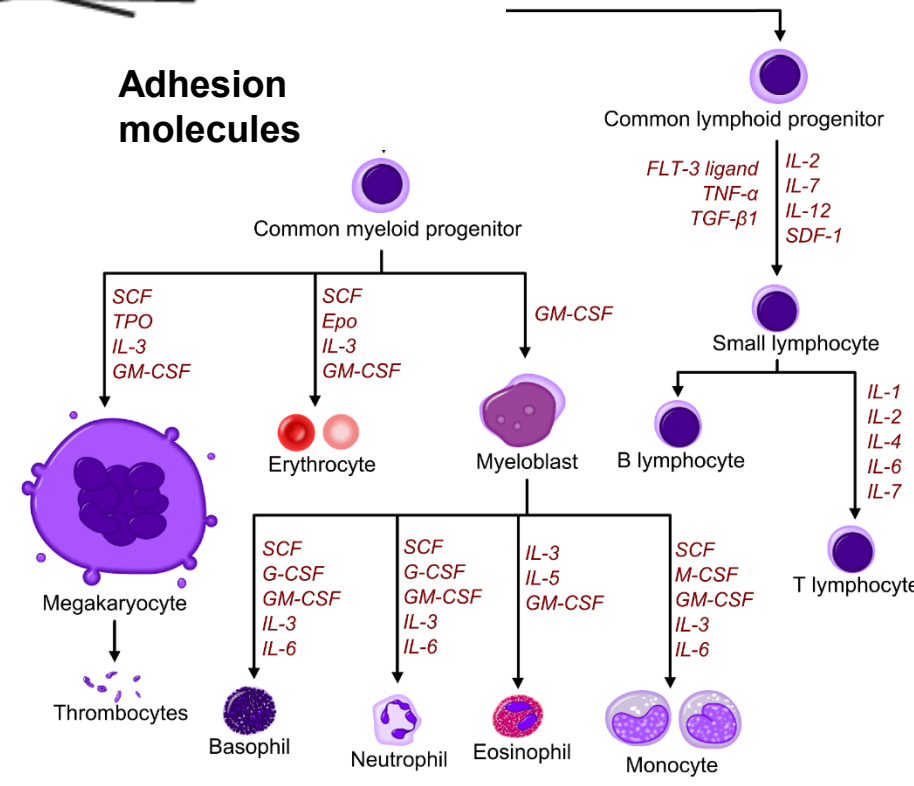 Adhesion
molecules
Common lymphoid progenitor
FLT-3 ligand
TNF-α
TGF-β1
IL-2
IL-7
IL-12
SDF-1
Common myeloid progenitor
SCF
TPO
IL-3
GM-CSF
SCF
Epo
IL-3
GM-CSF
GM-CSF
Small lymphocyte
Megakaryocyte
Erythrocyte
Myeloblast
B lymphocyte
IL-1
IL-2
IL-4
IL-6
IL-7
T lymphocyte
Thrombocytes
SCF
G-CSF
GM-CSF
IL-3
IL-6
SCF
G-CSF
GM-CSF
IL-3
IL-6
IL-3
IL-5
GM-CSF
SCF
M-CSF
GM-CSF
IL-3
IL-6
Basophil
Neutrophil
Eosinophil
Monocyte